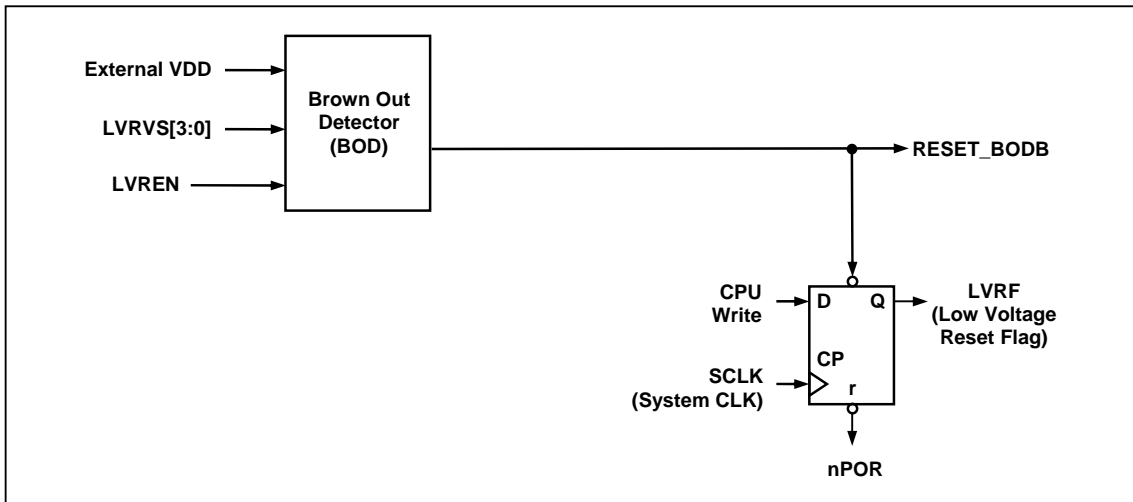 External VDD
LVRVS[3:0]
LVREN
Brown Out
Detector
(BOD)
RESET_BODB
CPU
Write
D
Q
LVRF
(Low Voltage
Reset Flag)
CP
SCLK
(System CLK)
r
nPOR